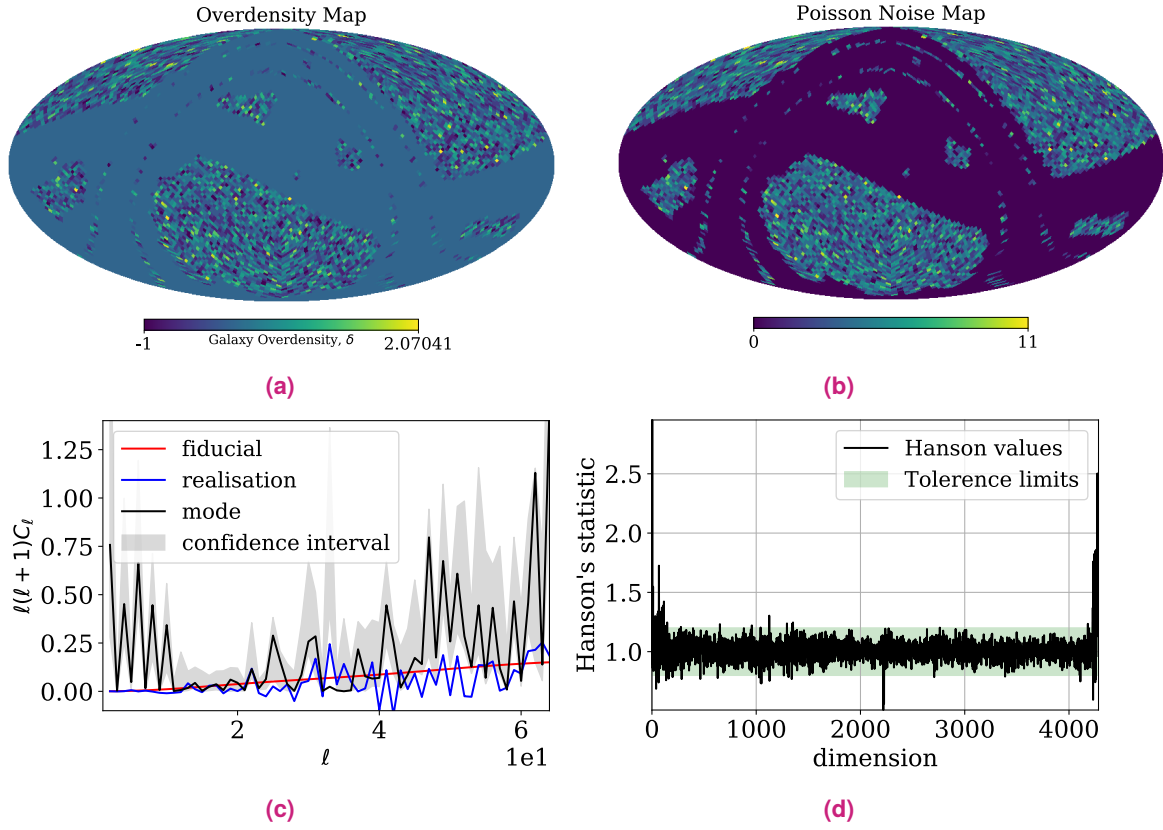 Overdensity Map
-1 Galaxy Overdensity, δ 2.07041
(a)
Poisson Noise Map
0 11
(b)
1.25
1.00
0.75
0.50
0.25
0.00
ℓ(ℓ + 1)Cℓ
fiducial
realisation
mode
confidence interval
2 4 6
1e1
ℓ
(c)
2.5
2.0
1.5
1.0
Hanson's statistic
Hanson values
Tolerence limits
0 1000 2000 3000 4000
dimension
(d)